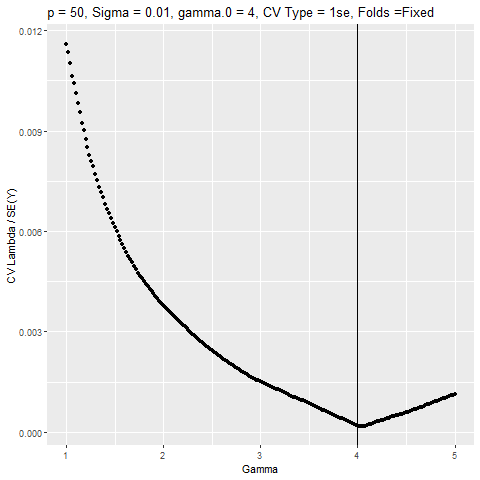 p = 50, Sigma = 0.01, gamma.0 = 4, CV Type = 1se, Folds =Fixed
0.012
0.009
0.006
0.003
0.000
CV Lambda / SE(Y)
1 2 3 4 5
Gamma